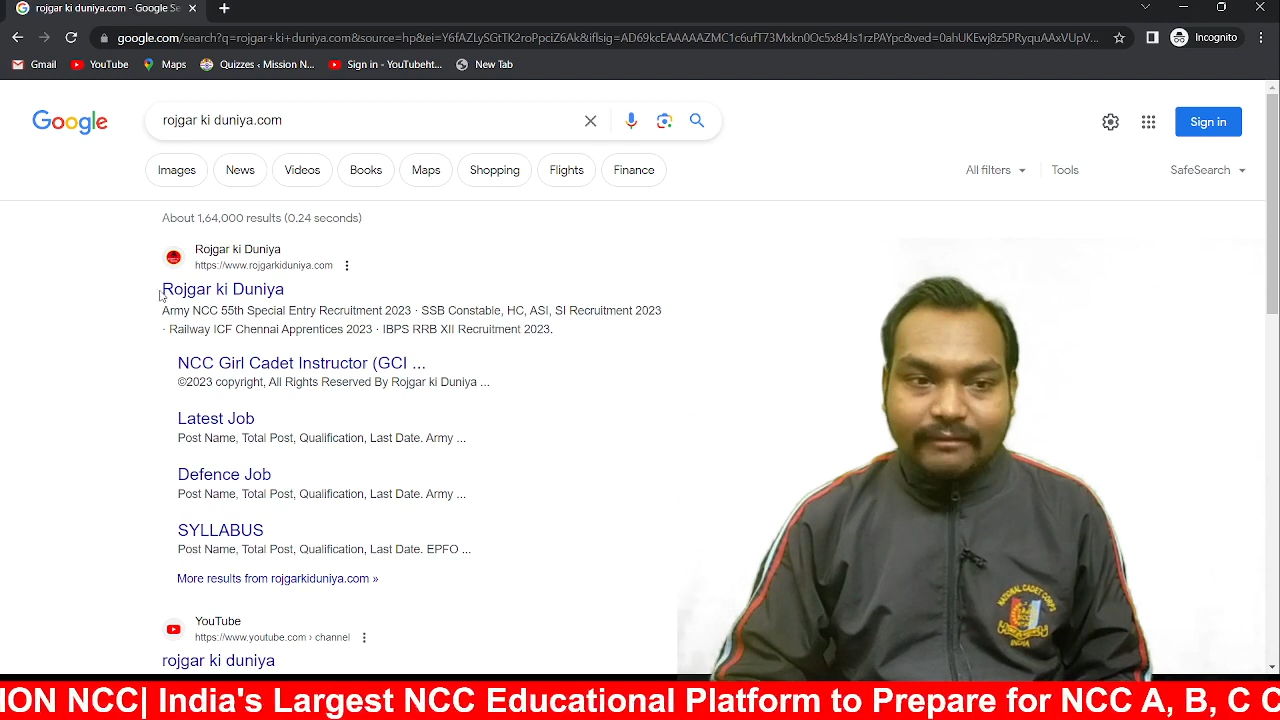 rojgar ki duniya.com - Google Se
google.com/search?q=rojgar+ki+duniya.com&source=hp&ei=Y6fAZLySGtTK2roPpciZ6Ak&iflsig=AD69kcEAAAAAZMC1c6ufT73Mxkn0Oc5x84Js1rzPAYpc&ved=0ahUKEwj8z5PRyquAAxUpV...
Incognito
Gmail
YouTube
Maps
Quizzes ‹ Mission N...
Sign in - YouTubeht...
New Tab
Google
rojgar ki duniya.com
Sign in
Images
News
Videos
Books
Maps
Shopping
Flights
Finance
All filters
Tools
SafeSearch
About 1,64,000 results (0.24 seconds)
Rojgar ki Duniya
https://www.rojgarkiduniya.com
Rojgar ki Duniya
Army NCC 55th Special Entry Recruitment 2023 · SSB Constable, HC, ASI, SI Recruitment 2023
· Railway ICF Chennai Apprentices 2023 · IBPS RRB XII Recruitment 2023.
NCC Girl Cadet Instructor (GCI ...
©2023 copyright, All Rights Reserved By Rojgar ki Duniya ...
Latest Job
Post Name, Total Post, Qualification, Last Date. Army ...
Defence Job
Post Name, Total Post, Qualification, Last Date. Army ...
SYLLABUS
Post Name, Total Post, Qualification, Last Date. EPFO ...
More results from rojgarkiduniya.com »
YouTube
https://www.youtube.com › channel
rojgar ki duniya
NATIONAL CADET CORPS
NCC
INDIA
ION NCC| India's Largest NCC Educational Platform to Prepare for NCC A, B, C C